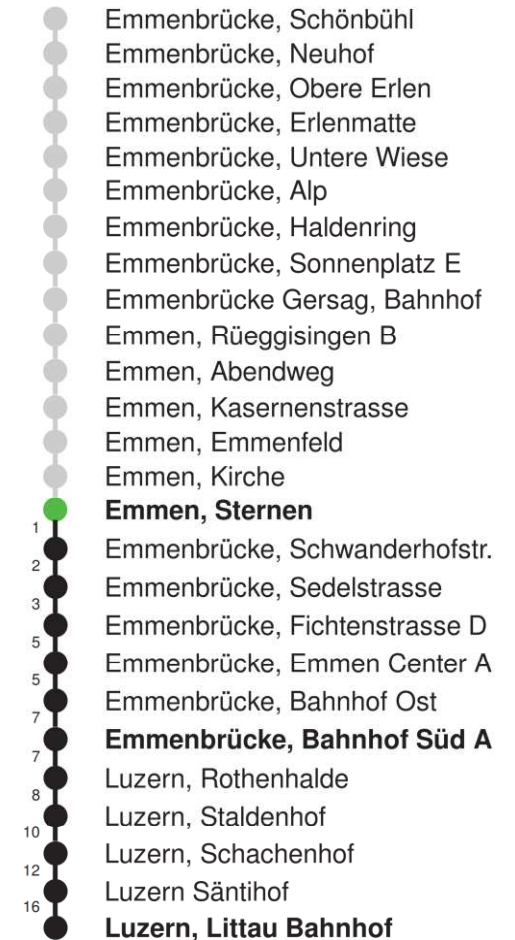 Emmenbrücke, Schönbühl
Emmenbrücke, Neuhof
Emmenbrücke, Obere Erlen
Emmenbrücke, Erlenmatte
Emmenbrücke, Untere Wiese
Emmenbrücke, Alp
Emmenbrücke, Haldenring
Emmenbrücke, Sonnenplatz E
Emmenbrücke Gersag, Bahnhof
Emmen, Rüeggisingen B
Emmen, Abendweg
Emmen, Kasernenstrasse
Emmen, Emmenfeld
Emmen, Kirche
Emmen, Sternen
1
Emmenbrücke, Schwanderhofstr.
2
Emmenbrücke, Sedelstrasse
3
Emmenbrücke, Fichtenstrasse D
5
Emmenbrücke, Emmen Center A
5
Emmenbrücke, Bahnhof Ost
7
Emmenbrücke, Bahnhof Süd A
7
Luzern, Rothenhalde
8
Luzern, Staldenhof
10
Luzern, Schachenhof
12
Luzern Säntihof
16
Luzern, Littau Bahnhof